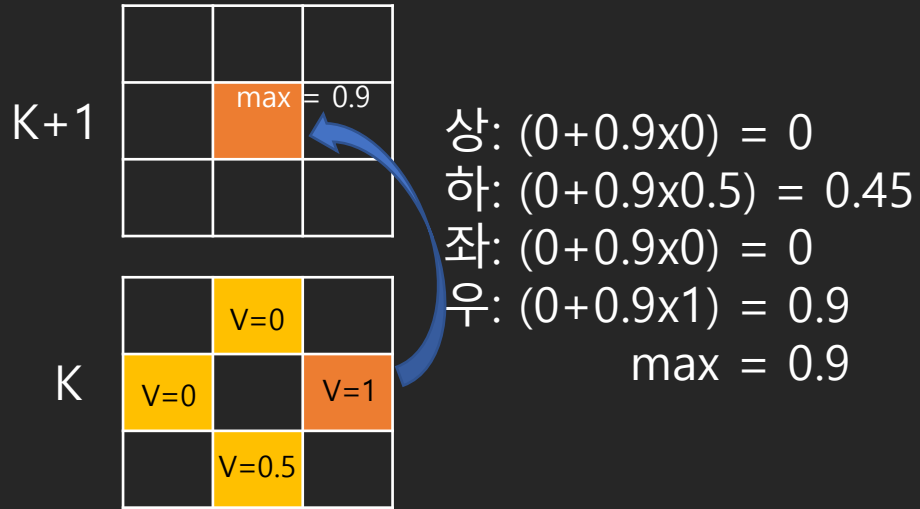 K+1
max = 0.9
상: (0+0.9x0) = 0
하: (0+0.9x0.5) = 0.45
좌: (0+0.9x0) = 0
우: (0+0.9x1) = 0.9
max = 0.9
K
V=0
V=0
V=1
V=0.5